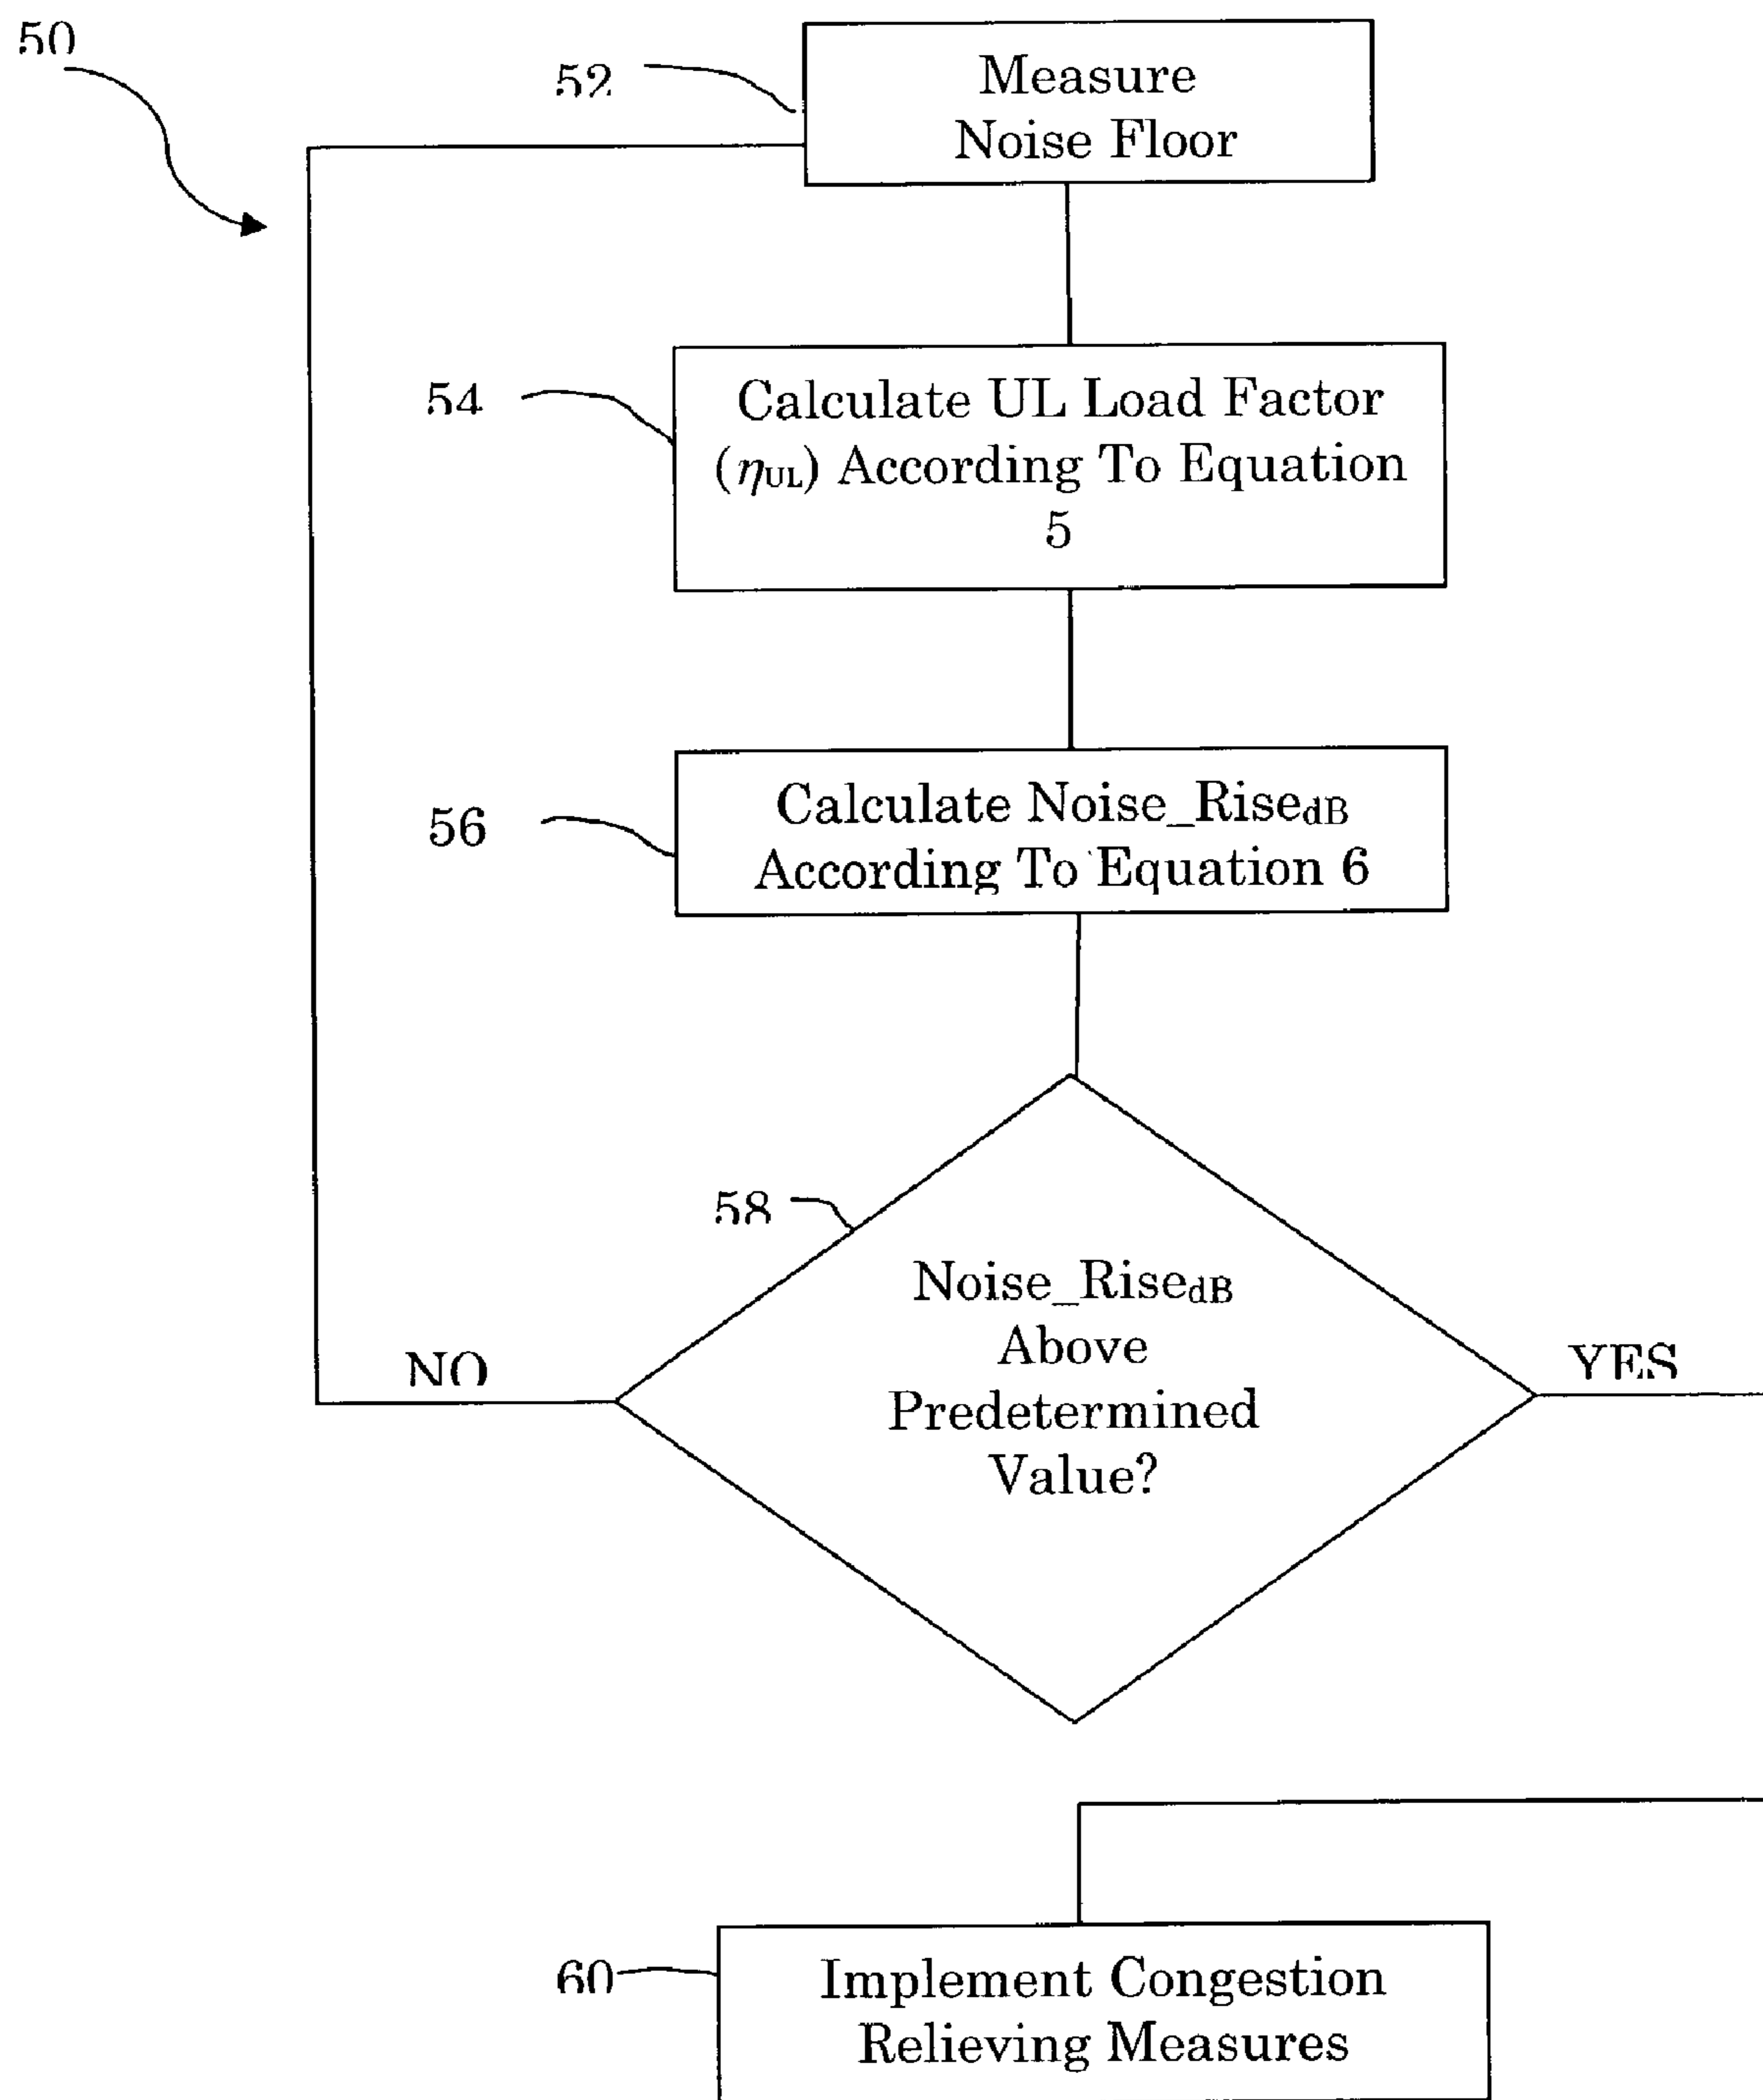 50
52
Measure
Noise Floor
54
Calculate UL Load Factor
(ηUL) According To Equation
5
56
Calculate Noise_RisedB
According To Equation 6
58
Noise_RisedB
Above
Predetermined
Value?
NO
YES
60
Implement Congestion
Relieving Measures